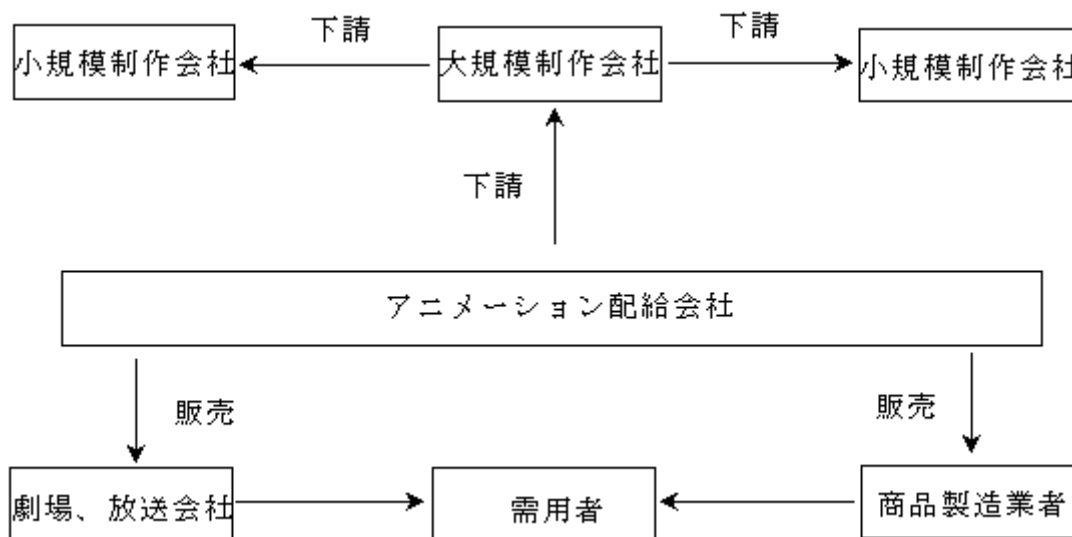 下請
下請
小規模制作会社
大規模制作会社
小規模制作会社
下請
アニメーション配給会社
販売
販売
劇場、放送会社
需用者
商品製造業者